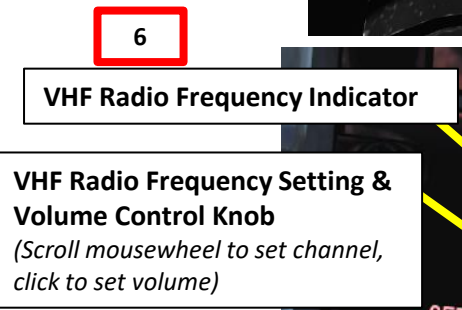 6
VHF Radio Frequency Indicator
VHF Radio Frequency Setting &
Volume Control Knob
(Scroll mousewheel to set channel,
click to set volume)